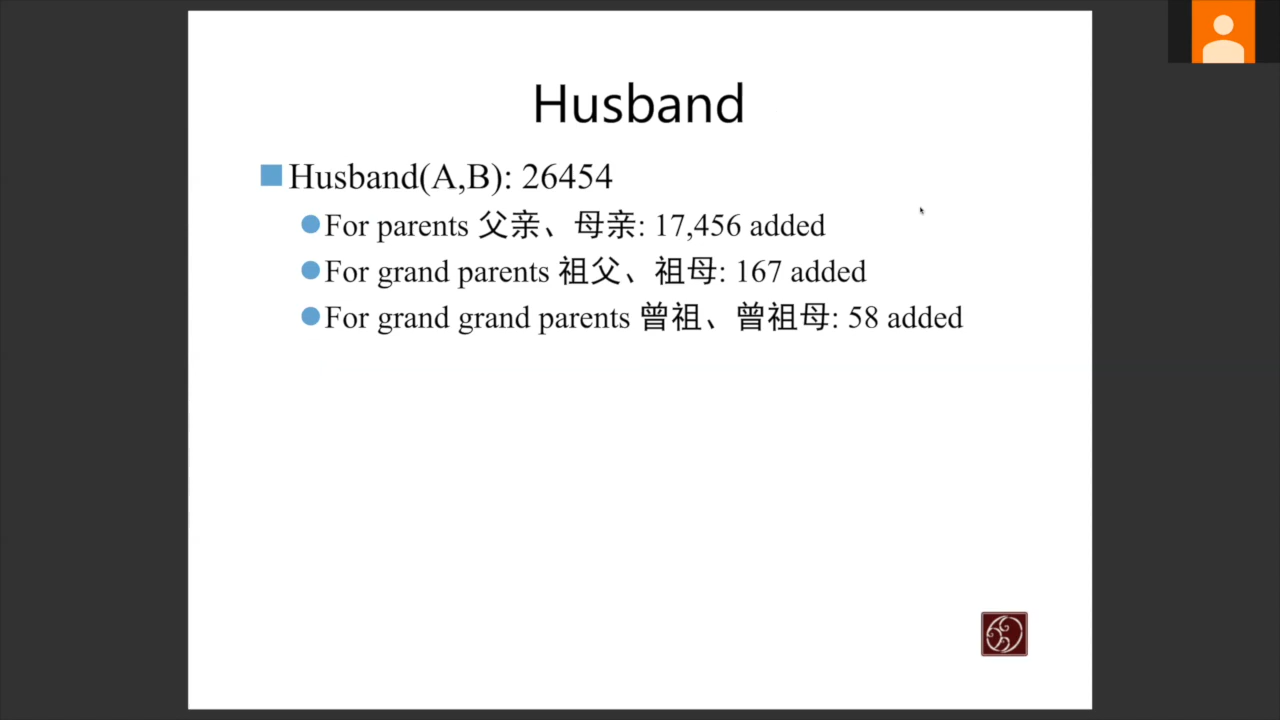 Husband
Husband(A,B): 26454
For parents 父亲、母亲: 17,456 added
For grand parents 祖父、祖母: 167 added
For grand grand parents 曾祖、曾祖母: 58 added